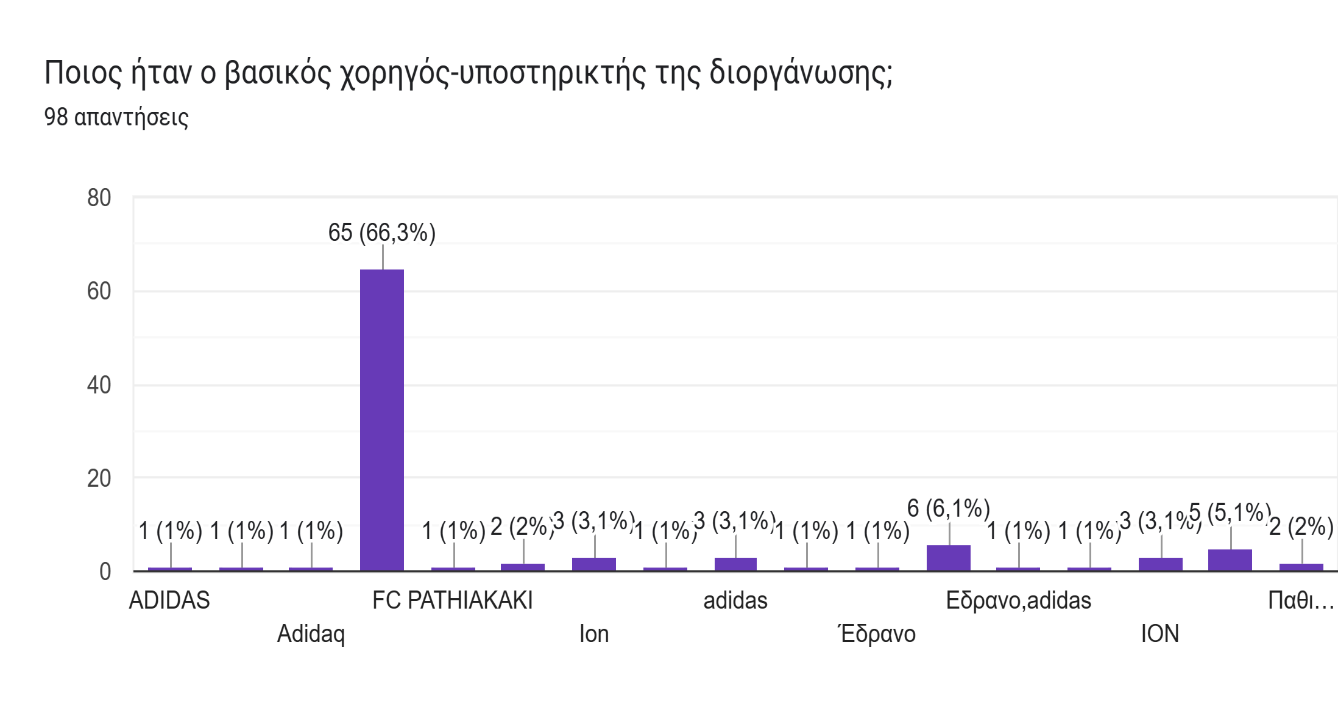 Ποιος ήταν ο βασικός χορηγός-υποστηρικτής της διοργάνωσης;
98 απαντήσεις
80
60
40
20
0
65 (66,3%)
1 (1%) 1 (1%) 1 (1%) 1 (1%) 2 (2%) 3 (3,1%) 1 (1%) 3 (3,1%) 1 (1%) 1 (1%) 6 (6,1%) 1 (1%) 1 (1%) 3 (3,1%) 5 (5,1%) 2 (2%)
ADIDAS FC PATHIAKAKI adidas Εδρανο,adidas Παθι…
Adidaq Ion Έδρανο ΙΟΝ